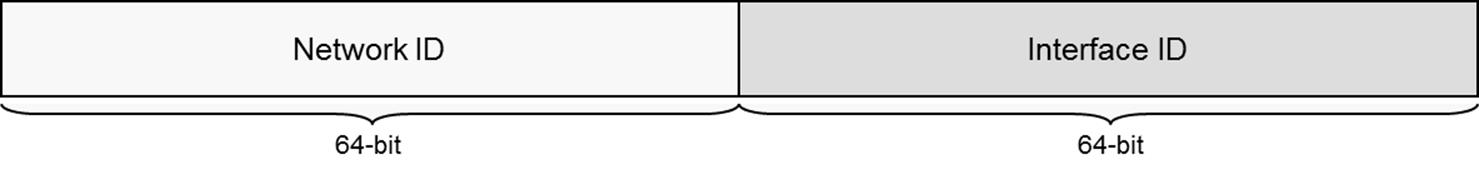 Network ID
Interface ID
64-bit
64-bit